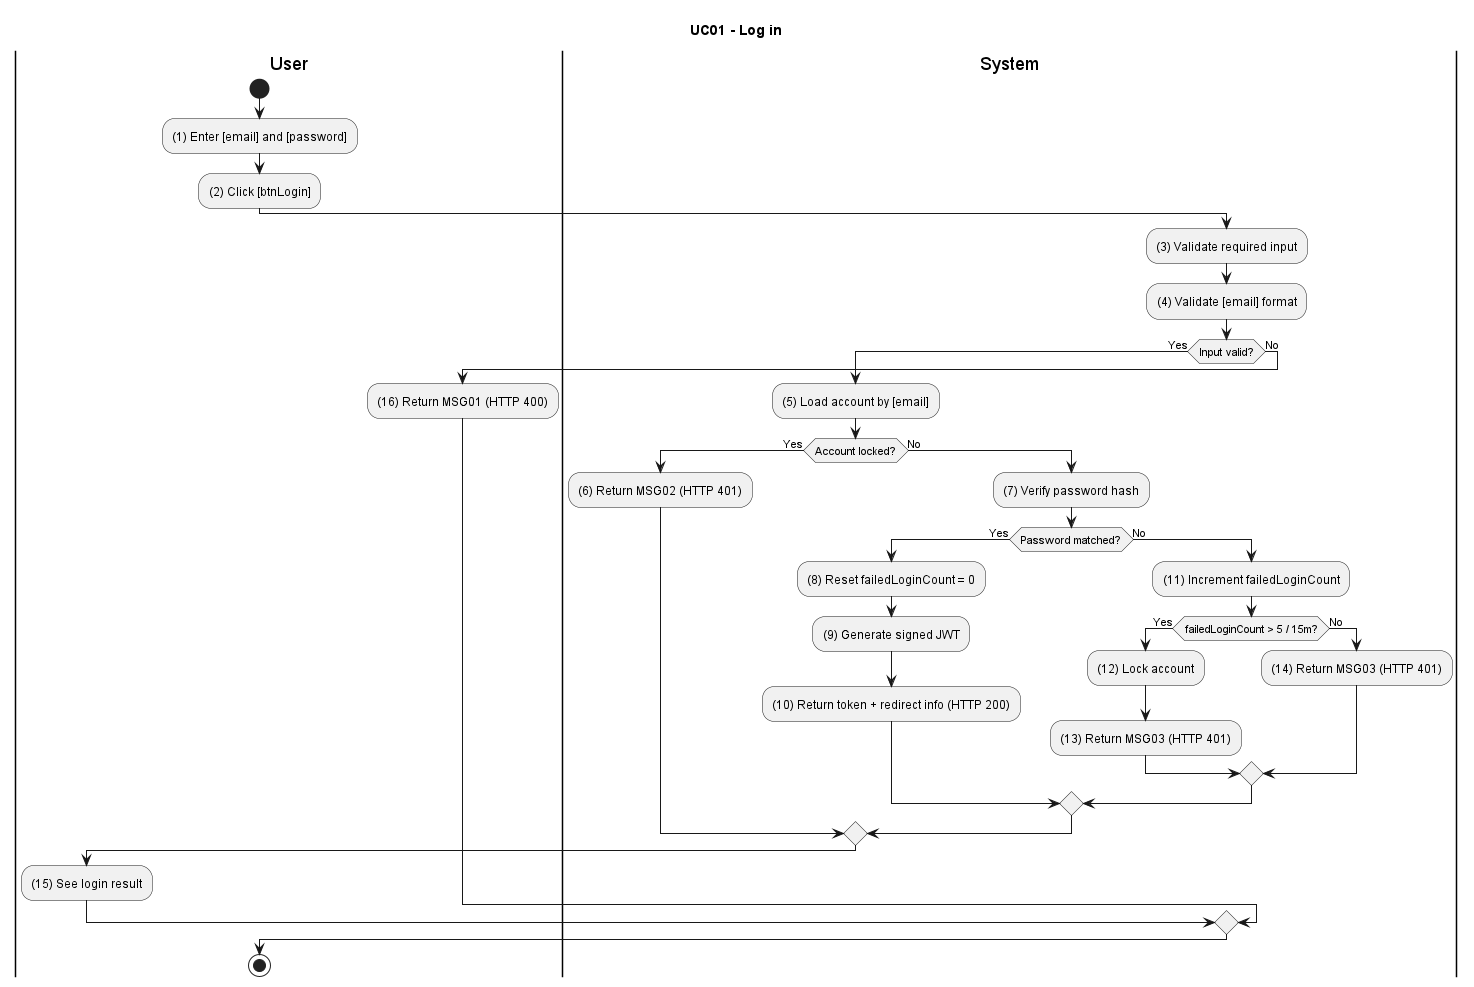 UC01 - Log in
User
System
(1) Enter [email] and [password]
(2) Click [btnLogin]
(3) Validate required input
(4) Validate [email] format
Yes
Input valid?
No
(16) Return MSG01 (HTTP 400)
(5) Load account by [email]
Yes
Account locked?
No
(6) Return MSG02 (HTTP 401)
(7) Verify password hash
Yes
Password matched?
No
(8) Reset failedLoginCount = 0
(11) Increment failedLoginCount
(9) Generate signed JWT
Yes
failedLoginCount > 5 / 15m?
No
(12) Lock account
(14) Return MSG03 (HTTP 401)
(10) Return token + redirect info (HTTP 200)
(13) Return MSG03 (HTTP 401)
(15) See login result